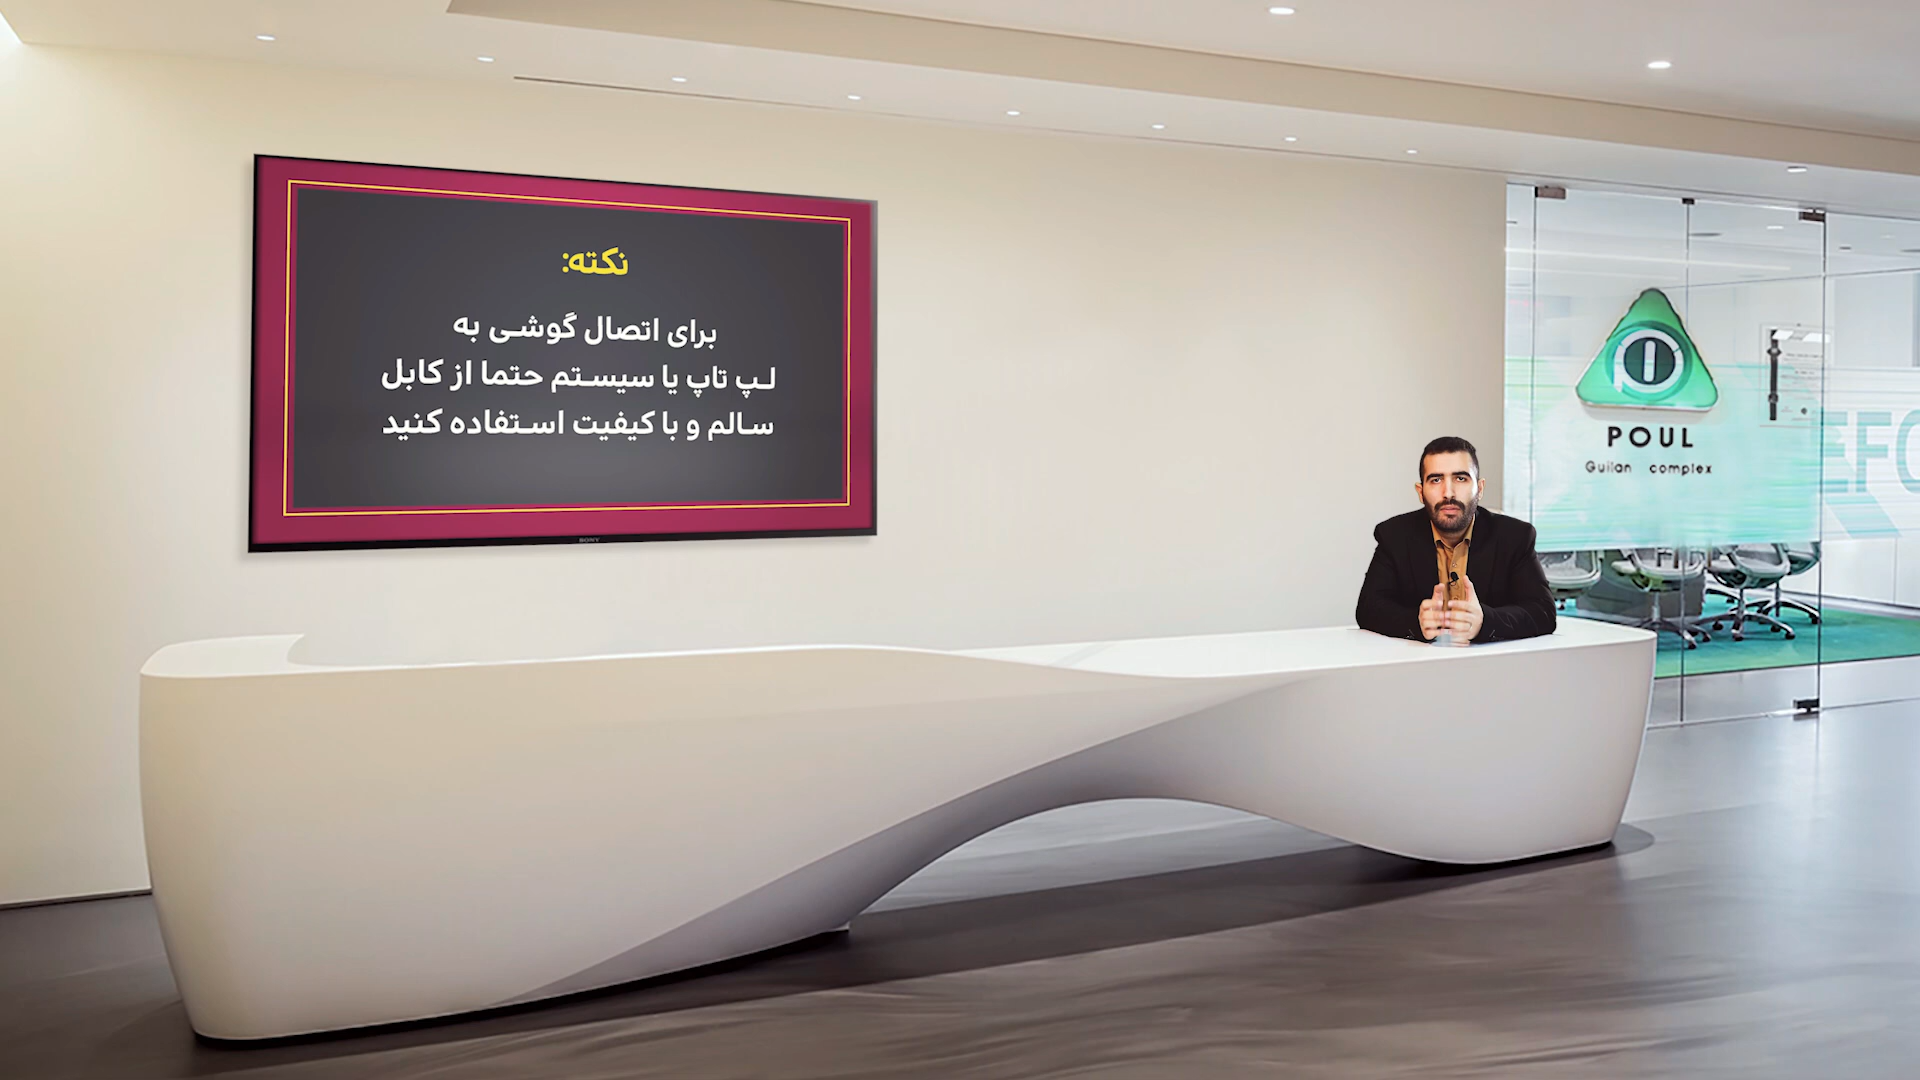 نکته:
برای اتصال گوشی به
لپ تاپ یا سیستم حتما از کابل
سالم و با کیفیت استفاده کنید
SONY
POUL
Guilan complex